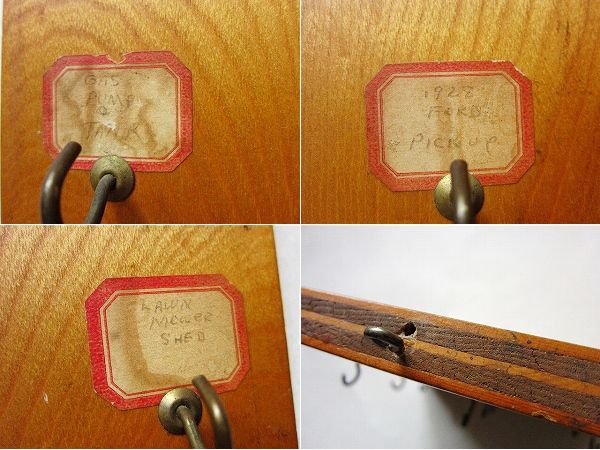 GAS
PUMP
&
TANK
1928
FORD
PICKUP
LAWN
MOWER
SHED